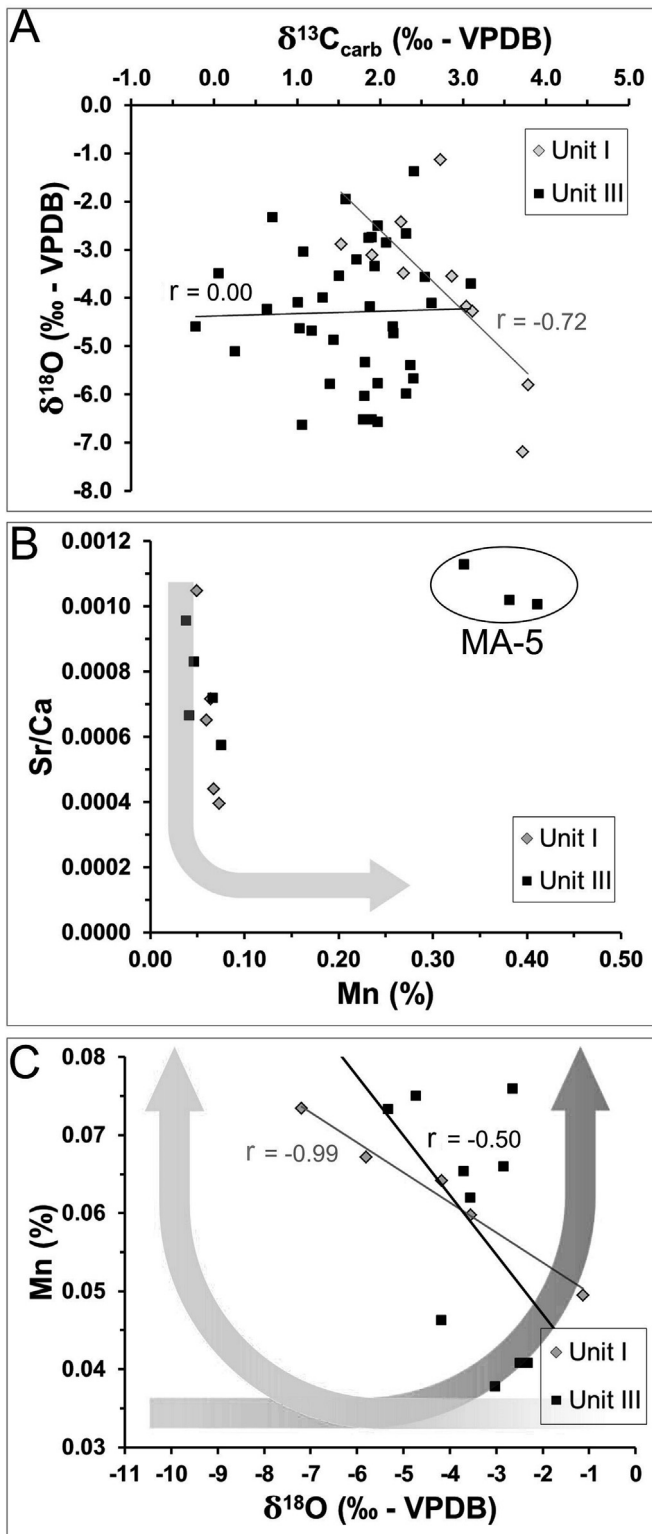 A
δ13Ccarb (‰ - VPDB)
-1.0 0.0 1.0 2.0 3.0 4.0 5.0
0.0
-1.0
-2.0
-3.0
-4.0
-5.0
-6.0
-7.0
-8.0
δ18O (‰ - VPDB)
Unit I
Unit III
r = 0.00
r = -0.72
B
0.0012
0.0010
0.0008
0.0006
0.0004
0.0002
0.0000
Sr/Ca
MA-5
Unit I
Unit III
0.00 0.10 0.20 0.30 0.40 0.50
Mn (%)
C
0.08
0.07
0.06
0.05
0.04
0.03
Mn (%)
r = -0.99
r = -0.50
Unit I
Unit III
-11 -10 -9 -8 -7 -6 -5 -4 -3 -2 -1 0
δ18O (‰ - VPDB)